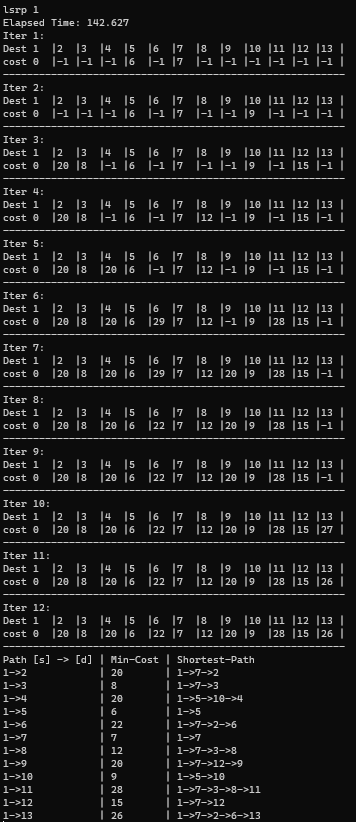 lsrp 1
Elapsed Time: 142.627
Iter 1:
Dest 1 |2 |3 |4 |5 |6 |7 |8 |9 |10 |11 |12 |13 |
cost 0 |-1 |-1 |-1 |6 |-1 |7 |-1 |-1 |-1 |-1 |-1 |-1 |
Iter 2:
Dest 1 |2 |3 |4 |5 |6 |7 |8 |9 |10 |11 |12 |13 |
cost 0 |-1 |-1 |-1 |6 |-1 |7 |-1 |-1 |9 |-1 |-1 |-1 |
Iter 3:
Dest 1 |2 |3 |4 |5 |6 |7 |8 |9 |10 |11 |12 |13 |
cost 0 |20 |8 |-1 |6 |-1 |7 |-1 |-1 |9 |-1 |15 |-1 |
Iter 4:
Dest 1 |2 |3 |4 |5 |6 |7 |8 |9 |10 |11 |12 |13 |
cost 0 |20 |8 |-1 |6 |-1 |7 |12 |-1 |9 |-1 |15 |-1 |
Iter 5:
Dest 1 |2 |3 |4 |5 |6 |7 |8 |9 |10 |11 |12 |13 |
cost 0 |20 |8 |20 |6 |-1 |7 |12 |-1 |9 |-1 |15 |-1 |
Iter 6:
Dest 1 |2 |3 |4 |5 |6 |7 |8 |9 |10 |11 |12 |13 |
cost 0 |20 |8 |20 |6 |29 |7 |12 |-1 |9 |28 |15 |-1 |
Iter 7:
Dest 1 |2 |3 |4 |5 |6 |7 |8 |9 |10 |11 |12 |13 |
cost 0 |20 |8 |20 |6 |29 |7 |12 |20 |9 |28 |15 |-1 |
Iter 8:
Dest 1 |2 |3 |4 |5 |6 |7 |8 |9 |10 |11 |12 |13 |
cost 0 |20 |8 |20 |6 |22 |7 |12 |20 |9 |28 |15 |-1 |
Iter 9:
Dest 1 |2 |3 |4 |5 |6 |7 |8 |9 |10 |11 |12 |13 |
cost 0 |20 |8 |20 |6 |22 |7 |12 |20 |9 |28 |15 |-1 |
Iter 10:
Dest 1 |2 |3 |4 |5 |6 |7 |8 |9 |10 |11 |12 |13 |
cost 0 |20 |8 |20 |6 |22 |7 |12 |20 |9 |28 |15 |27 |
Iter 11:
Dest 1 |2 |3 |4 |5 |6 |7 |8 |9 |10 |11 |12 |13 |
cost 0 |20 |8 |20 |6 |22 |7 |12 |20 |9 |28 |15 |26 |
Iter 12:
Dest 1 |2 |3 |4 |5 |6 |7 |8 |9 |10 |11 |12 |13 |
cost 0 |20 |8 |20 |6 |22 |7 |12 |20 |9 |28 |15 |26 |
Path [s] -> [d] | Min-Cost | Shortest-Path
1->2 | 20 | 1->7->2
1->3 | 8 | 1->7->3
1->4 | 20 | 1->5->10->4
1->5 | 6 | 1->5
1->6 | 22 | 1->7->2->6
1->7 | 7 | 1->7
1->8 | 12 | 1->7->3->8
1->9 | 20 | 1->7->12->9
1->10 | 9 | 1->5->10
1->11 | 28 | 1->7->3->8->11
1->12 | 15 | 1->7->12
1->13 | 26 | 1->7->2->6->13